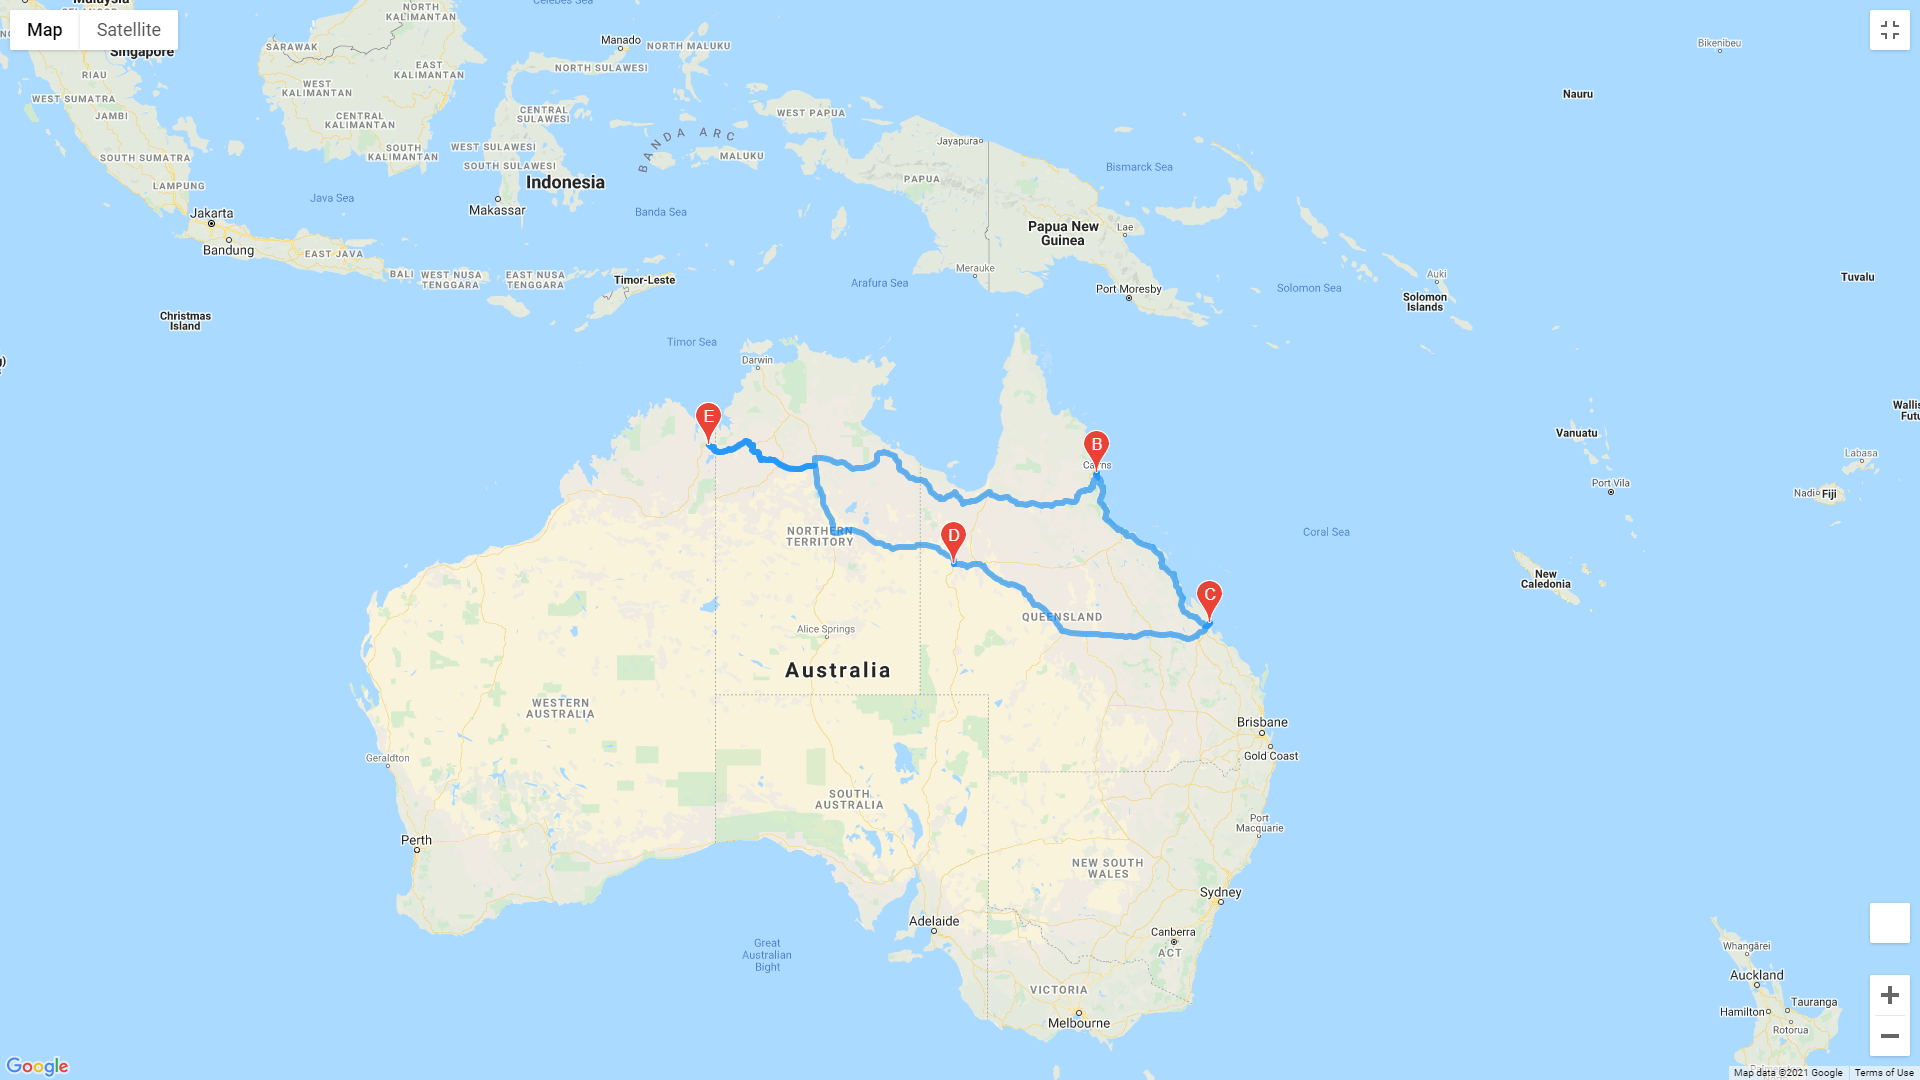 Malaysia
Celebes Sea
NORTH
KALIMANTAN
Map
Satellite
Singapore
SARAWAK
Manado
NORTH MALUKU
Bikenibeu
RIAU
EAST
KALIMANTAN
NORTH SULAWESI
WEST
KALIMANTAN
Nauru
WEST SUMATRA
JAMBI
CENTRAL
KALIMANTAN
CENTRAL
SULAWESI
WEST PAPUA
BANDA ARC
Jayapura
SOUTH SUMATRA
SOUTH
KALIMANTAN
WEST SULAWESI
SOUTH SULAWESI
MALUKU
Bismarck Sea
LAMPUNG
Indonesia
PAPUA
Java Sea
Makassar
Banda Sea
Jakarta
Bandung
Papua New
Guinea
Lae
EAST JAVA
BALI
WEST NUSA
TENGGARA
EAST NUSA
TENGGARA
Timor-Leste
Merauke
Arafura Sea
Port Moresby
Solomon Sea
Auki
Solomon
Islands
Tuvalu
Christmas
Island
Timor Sea
Darwin
E
B
Cairns
Wallis
Futu
Vanuatu
Labasa
Port Vila
Nadi
Fiji
NORTHERN
TERRITORY
D
Coral Sea
New
Caledonia
C
QUEENSLAND
Alice Springs
Australia
WESTERN
AUSTRALIA
Brisbane
Gold Coast
Geraldton
SOUTH
AUSTRALIA
Port
Macquarie
Perth
NEW SOUTH
WALES
Sydney
Adelaide
Canberra
ACT
Great
Australian
Bight
VICTORIA
Melbourne
Whangārei
Auckland
Tauranga
Hamilton
Rotorua
Google
Map data ©2021 Google
Terms of Use